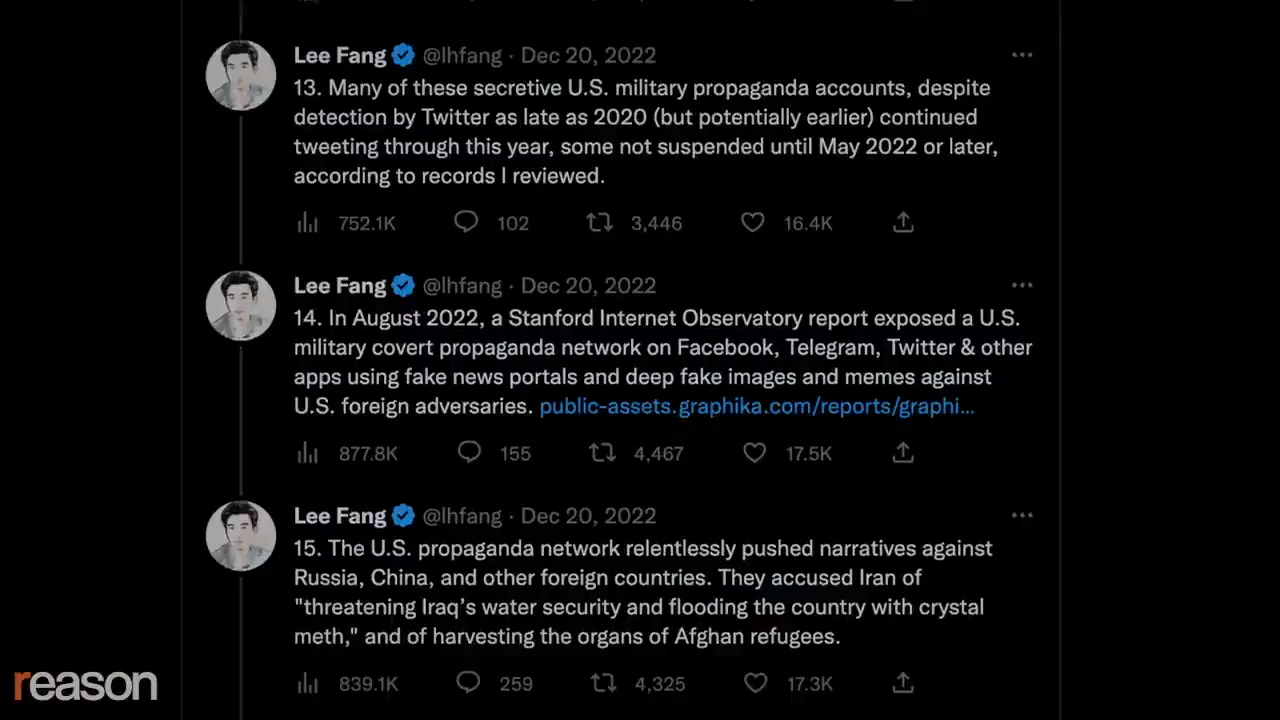 Lee Fang @lhfang · Dec 20, 2022
13. Many of these secretive U.S. military propaganda accounts, despite
detection by Twitter as late as 2020 (but potentially earlier) continued
tweeting through this year, some not suspended until May 2022 or later,
according to records I reviewed.
752.1K 102 3,446 16.4K
Lee Fang @lhfang · Dec 20, 2022
14. In August 2022, a Stanford Internet Observatory report exposed a U.S.
military covert propaganda network on Facebook, Telegram, Twitter & other
apps using fake news portals and deep fake images and memes against
U.S. foreign adversaries. public-assets.graphika.com/reports/graphi…
877.8K 155 4,467 17.5K
Lee Fang @lhfang · Dec 20, 2022
15. The U.S. propaganda network relentlessly pushed narratives against
Russia, China, and other foreign countries. They accused Iran of
"threatening Iraq's water security and flooding the country with crystal
meth," and of harvesting the organs of Afghan refugees.
839.1K 259 4,325 17.3K
reason